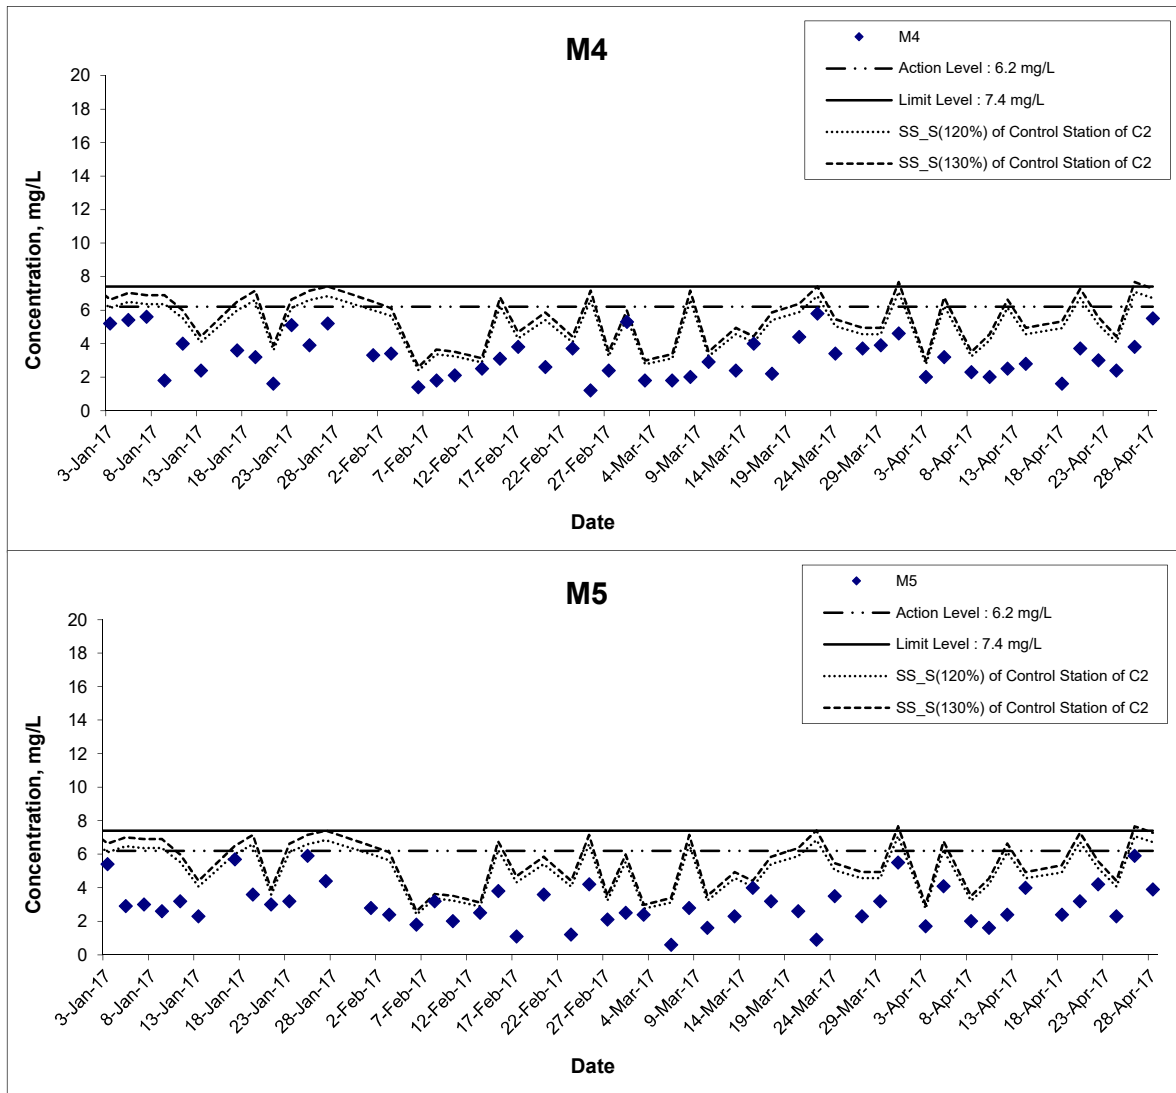 M4
M4
Action Level : 6.2 mg/L
Limit Level : 7.4 mg/L
SS_S(120%) of Control Station of C2
SS_S(130%) of Control Station of C2
Concentration, mg/L
20
18
16
14
12
10
8
6
4
2
0
3-Jan-17
8-Jan-17
13-Jan-17
18-Jan-17
23-Jan-17
28-Jan-17
2-Feb-17
7-Feb-17
12-Feb-17
17-Feb-17
22-Feb-17
27-Feb-17
4-Mar-17
9-Mar-17
14-Mar-17
19-Mar-17
24-Mar-17
29-Mar-17
3-Apr-17
8-Apr-17
13-Apr-17
18-Apr-17
23-Apr-17
28-Apr-17
Date
M5
M5
Action Level : 6.2 mg/L
Limit Level : 7.4 mg/L
SS_S(120%) of Control Station of C2
SS_S(130%) of Control Station of C2
Concentration, mg/L
20
18
16
14
12
10
8
6
4
2
0
3-Jan-17
8-Jan-17
13-Jan-17
18-Jan-17
23-Jan-17
28-Jan-17
2-Feb-17
7-Feb-17
12-Feb-17
17-Feb-17
22-Feb-17
27-Feb-17
4-Mar-17
9-Mar-17
14-Mar-17
19-Mar-17
24-Mar-17
29-Mar-17
3-Apr-17
8-Apr-17
13-Apr-17
18-Apr-17
23-Apr-17
28-Apr-17
Date